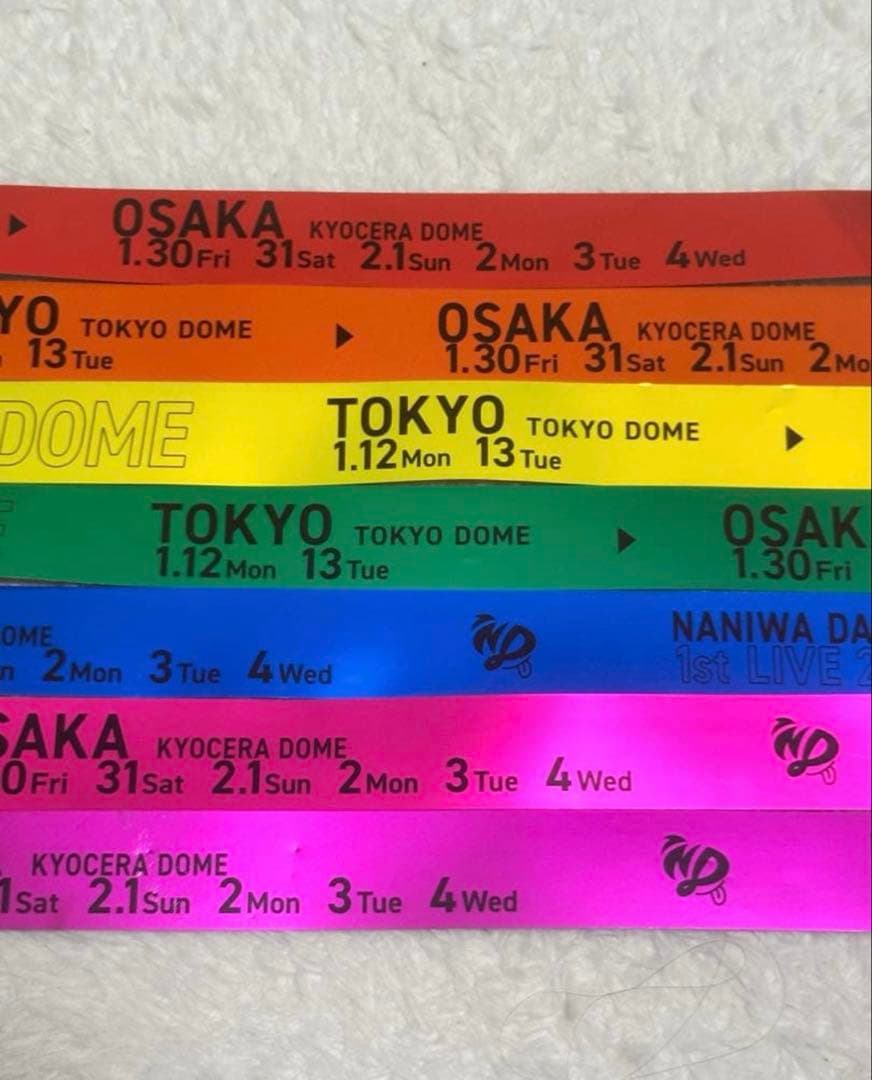 ▶ OSAKA KYOCERA DOME
1.30Fri 31Sat 2.1Sun 2Mon 3Tue 4Wed
YO TOKYO DOME ▶ OSAKA KYOCERA DOME
13Tue 1.30Fri 31Sat 2.1Sun 2Mo
DOME TOKYO TOKYO DOME ▶
1.12Mon 13Tue
TOKYO TOKYO DOME ▶ OSAK
1.12Mon 13Tue 1.30Fri
OME ND NANIWA DA
n 2Mon 3Tue 4Wed 1st LIVE 2
SAKA KYOCERA DOME ND
0Fri 31Sat 2.1Sun 2Mon 3Tue 4Wed
KYOCERA DOME ND
1Sat 2.1Sun 2Mon 3Tue 4Wed